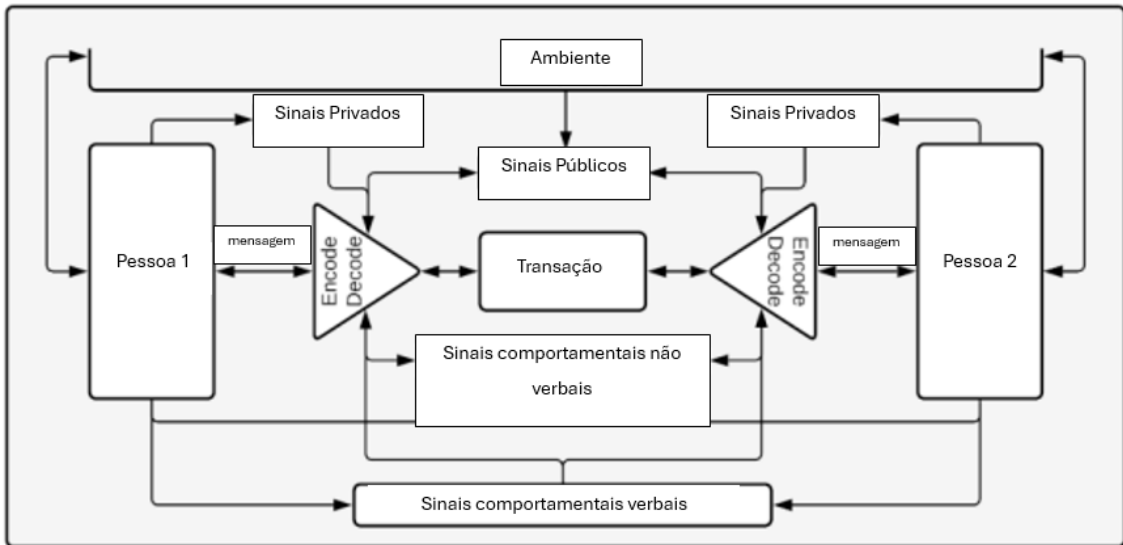 Ambiente
Sinais Privados
Sinais Privados
Sinais Públicos
Pessoa 1
mensagem
Encode
Decode
Transação
Encode
Decode
mensagem
Pessoa 2
Sinais comportamentais não
verbais
Sinais comportamentais verbais